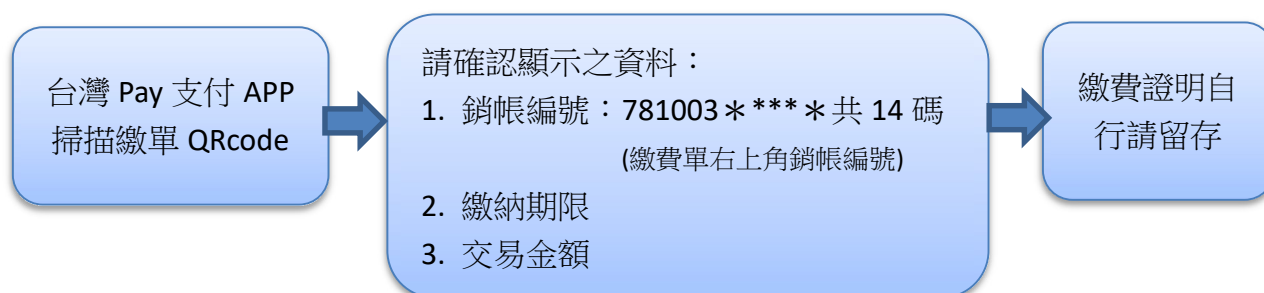 台灣 Pay 支付 APP
掃描繳單 QRcode
請確認顯示之資料：
1. 銷帳編號：781003＊***＊共 14 碼
(繳費單右上角銷帳編號)
2. 繳納期限
3. 交易金額
繳費證明自
行請留存